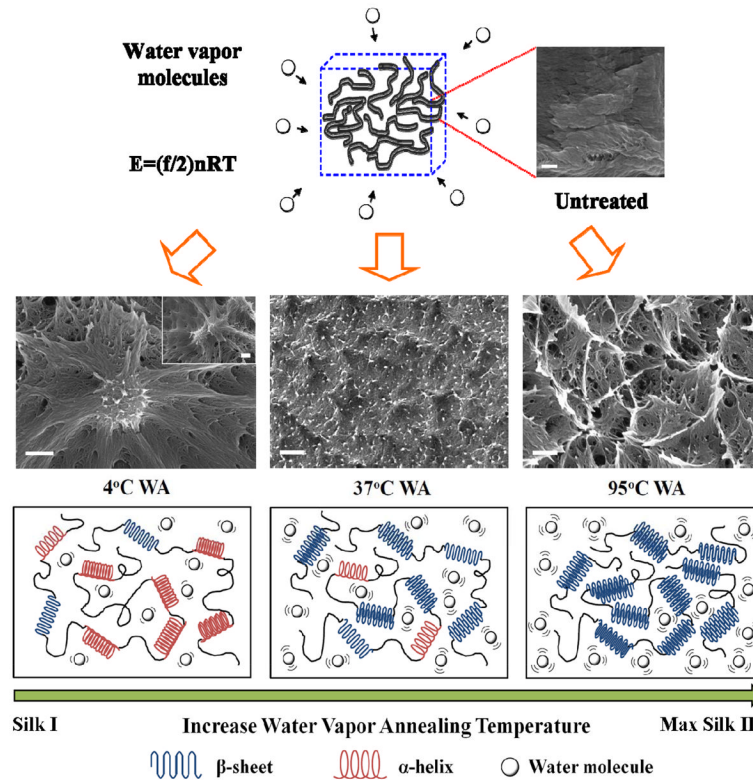 Water vapor
molecules
E=(f/2)nRT
Untreated
4°C WA
37°C WA
95°C WA
Silk I
Increase Water Vapor Annealing Temperature
Max Silk II
β-sheet
α-helix
Water molecule